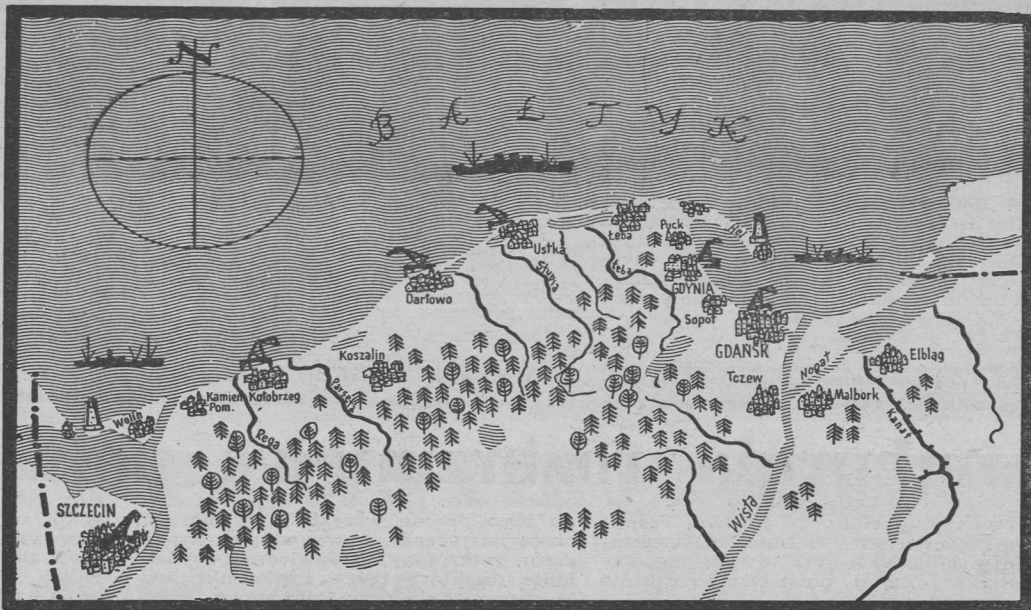 N
BAŁTYK
Hel
Puck
Łeba
Ustka
Łeba
GDYNIA
Słupia
Darłowo
Sopot
GDAŃSK
Koszalin
Elbląg
Nogat
Tczew
Malbork
Kamień
Pom.
Kołobrzeg
Parsęta
Wolin
Kanał
Rega
SZCZECIN
Wisła